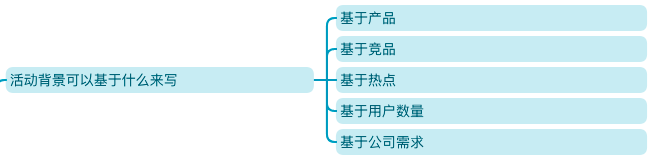 活动背景可以基于什么来写
基于产品
基于竞品
基于热点
基于用户数量
基于公司需求